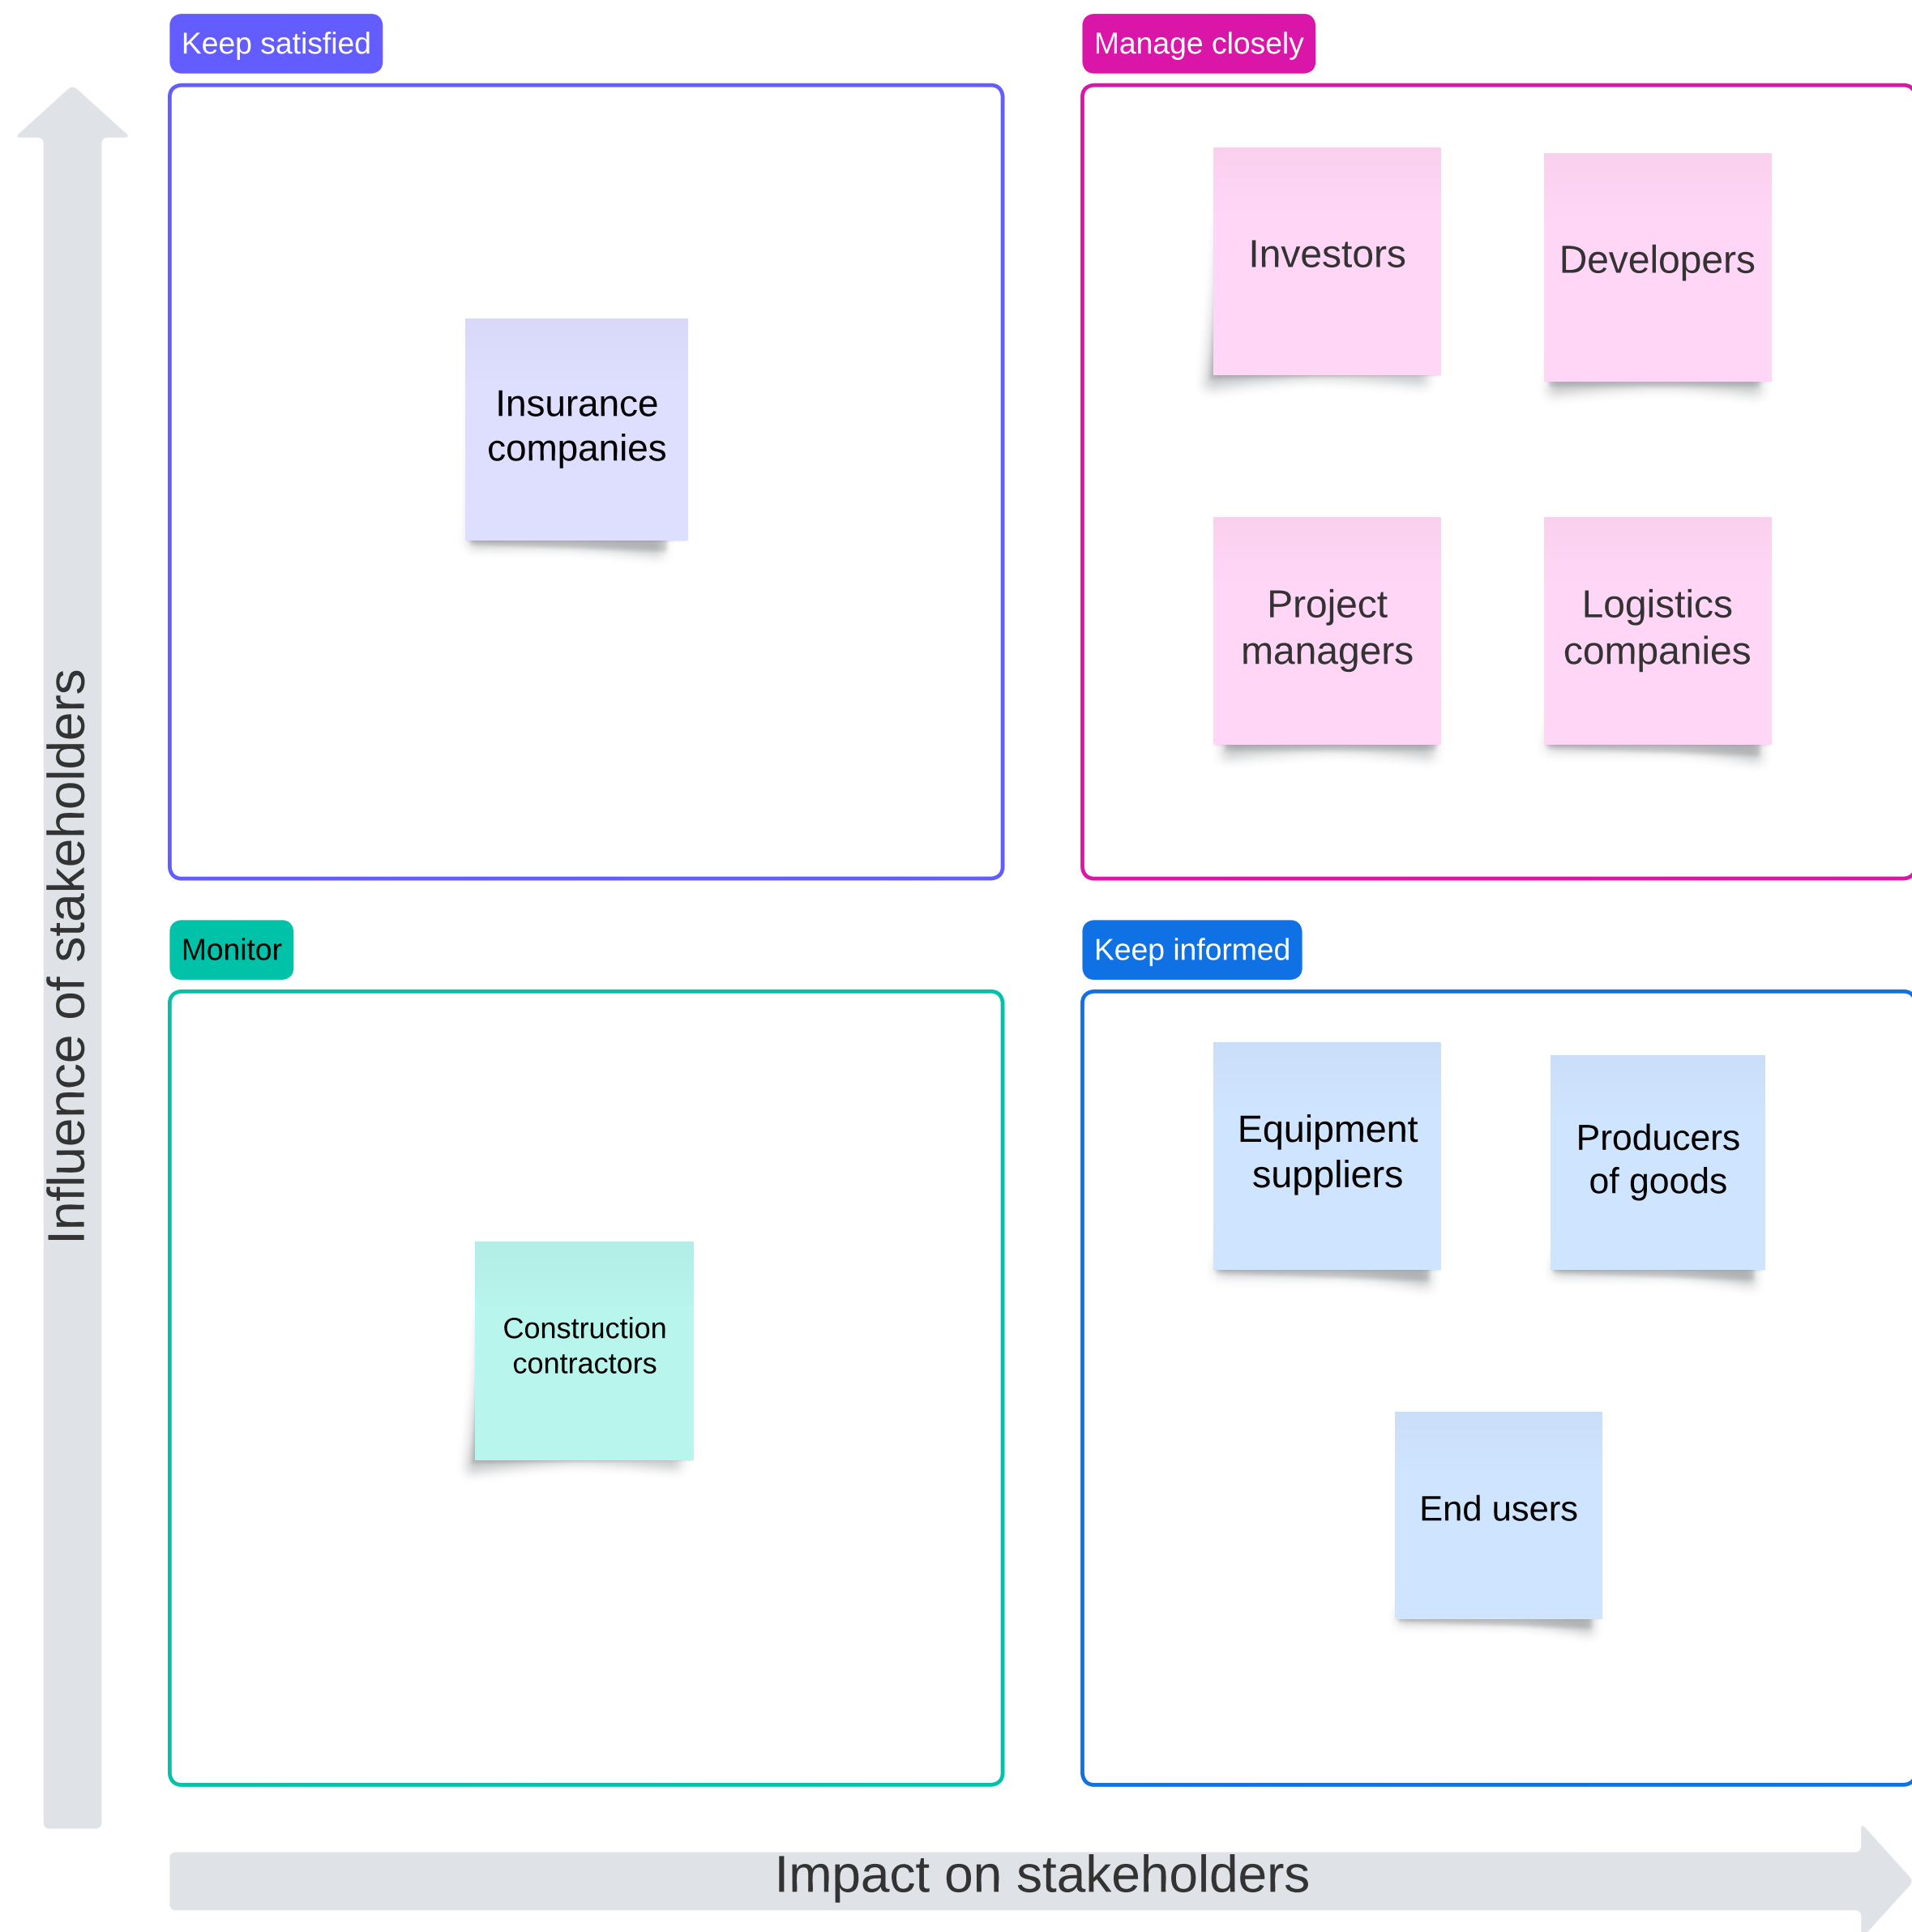 Keep satisfied
Manage closely
Investors
Developers
Insurance
companies
Project
managers
Logistics
companies
Influence of stakeholders
Monitor
Keep informed
Equipment
suppliers
Producers
of goods
Construction
contractors
End users
Impact on stakeholders